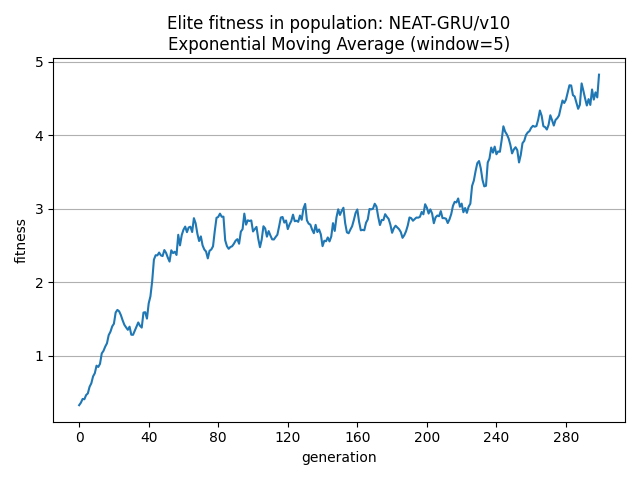 Elite fitness in population: NEAT-GRU/v10
Exponential Moving Average (window=5)
fitness
5
4
3
2
1
0 40 80 120 160 200 240 280
generation